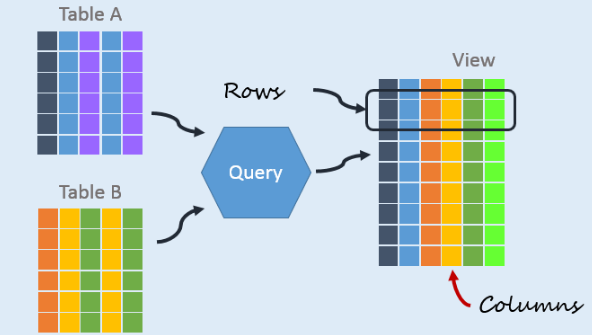 Table A
View
Rows
Query
Table B
Columns